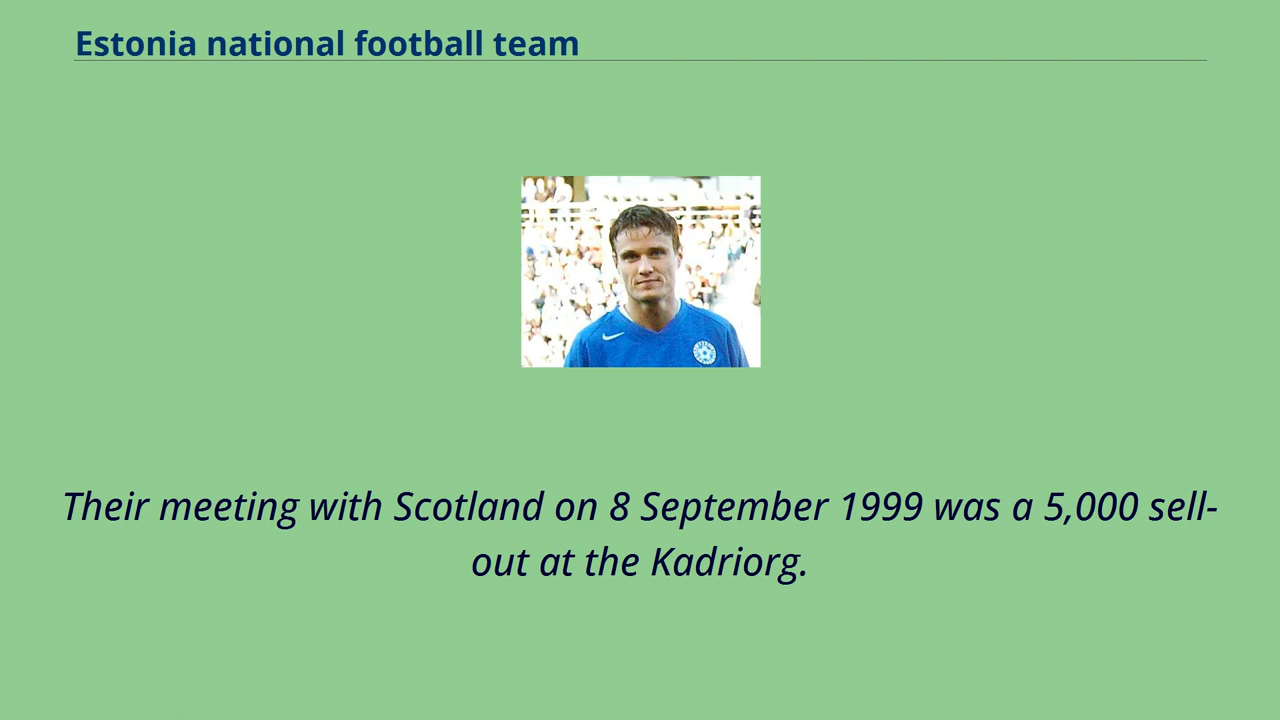 Estonia national football team
Their meeting with Scotland on 8 September 1999 was a 5,000 sell-
out at the Kadriorg.